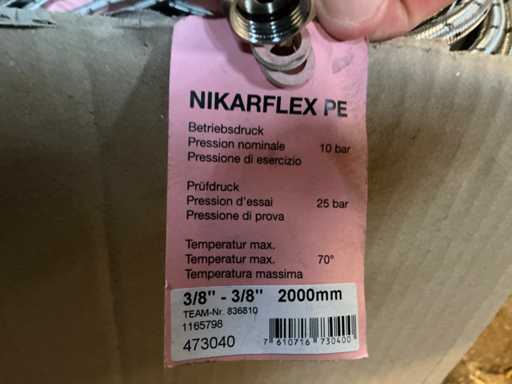 NIKARFLEX PE
Betriebsdruck
Pression nominale 10 bar
Pressione di esercizio
Prüfdruck
Pression d'essai 25 bar
Pressione di prova
Temperatur max.
Temperatur max. 70°
Temperatura massima
3/8" - 3/8" 2000mm
TEAM-Nr. 836810
1165798
473040
7 610716 730400